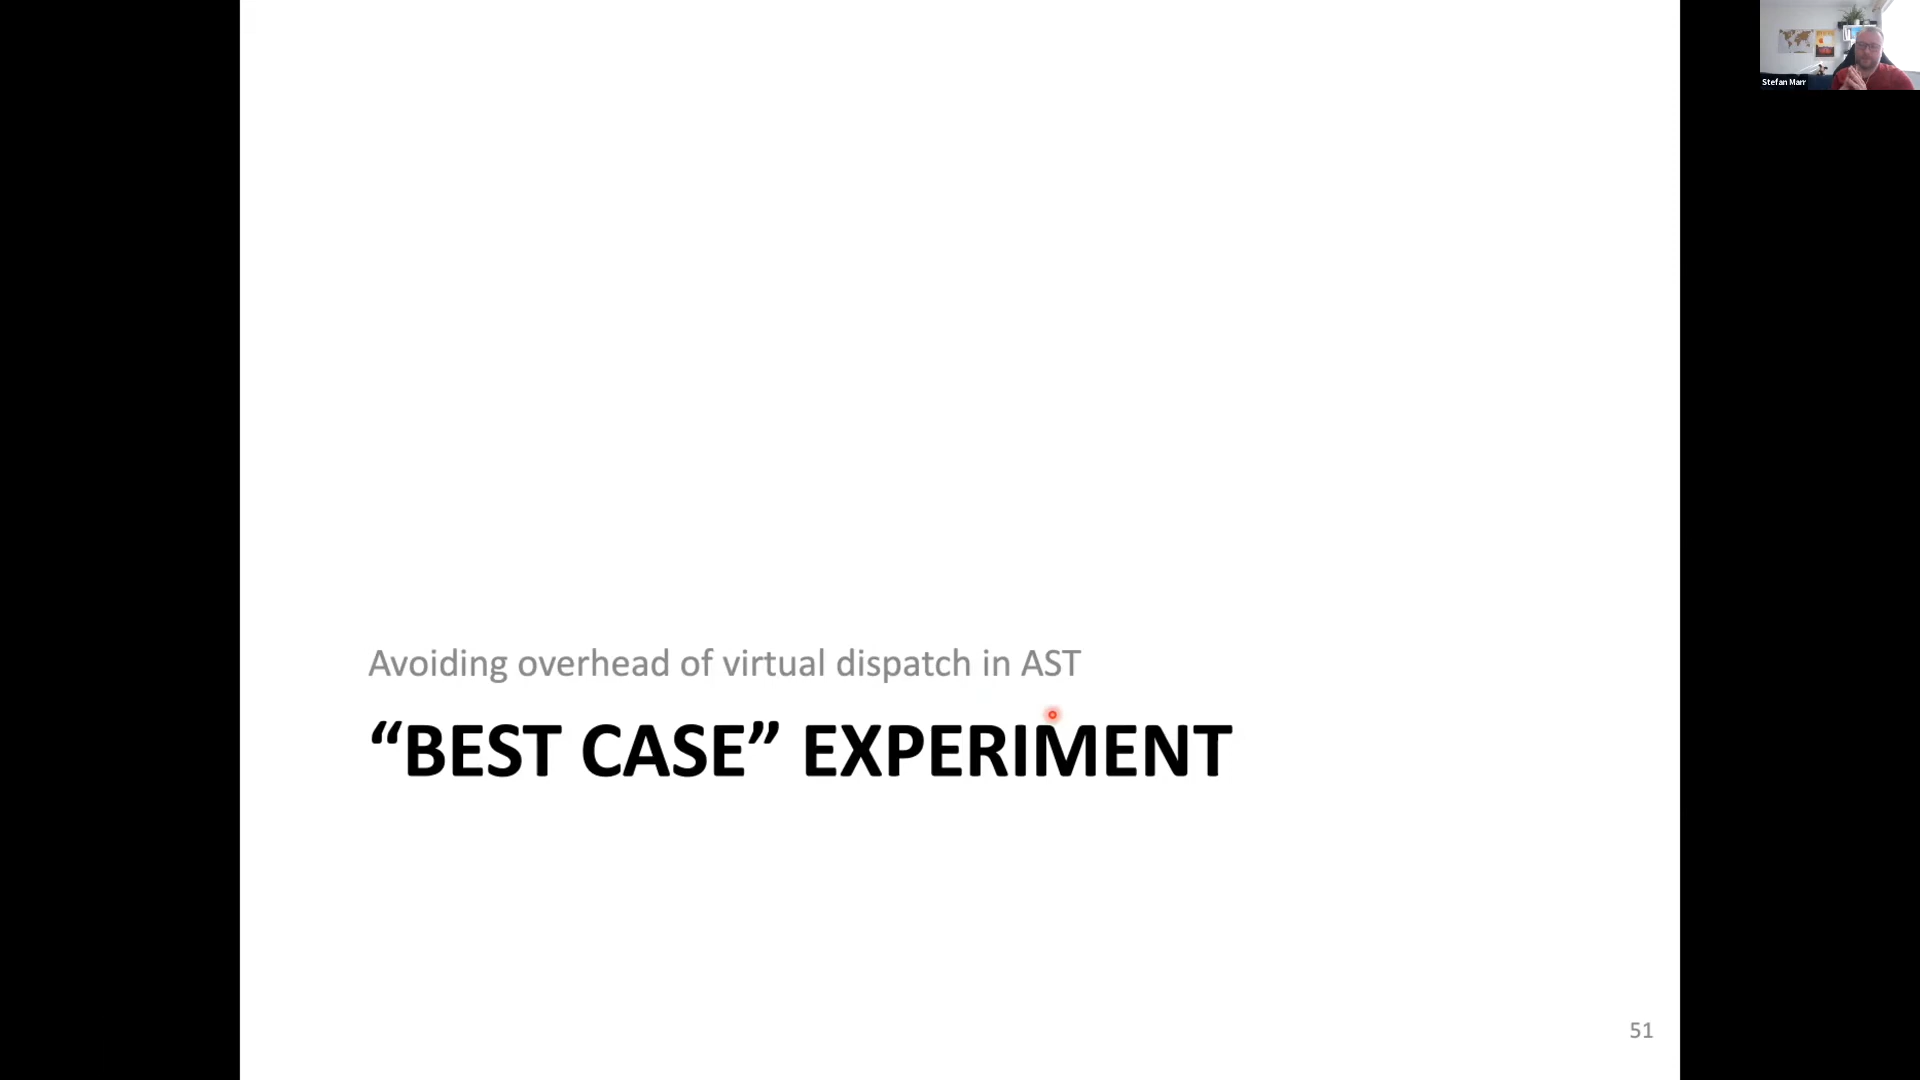 Stefan Marr
Avoiding overhead of virtual dispatch in AST
“BEST CASE” EXPERIMENT
51